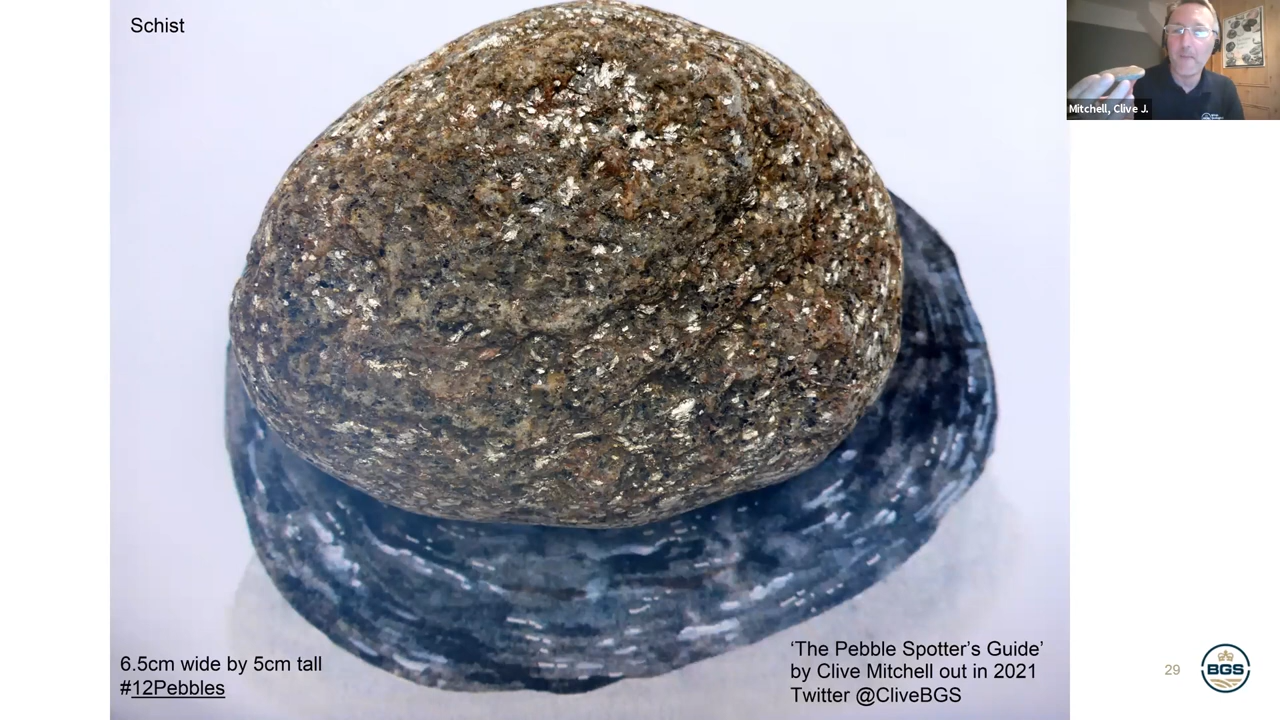 Schist
Mitchell, Clive J.
6.5cm wide by 5cm tall
#12Pebbles
‘The Pebble Spotter’s Guide’
by Clive Mitchell out in 2021
Twitter @CliveBGS
29
BGS